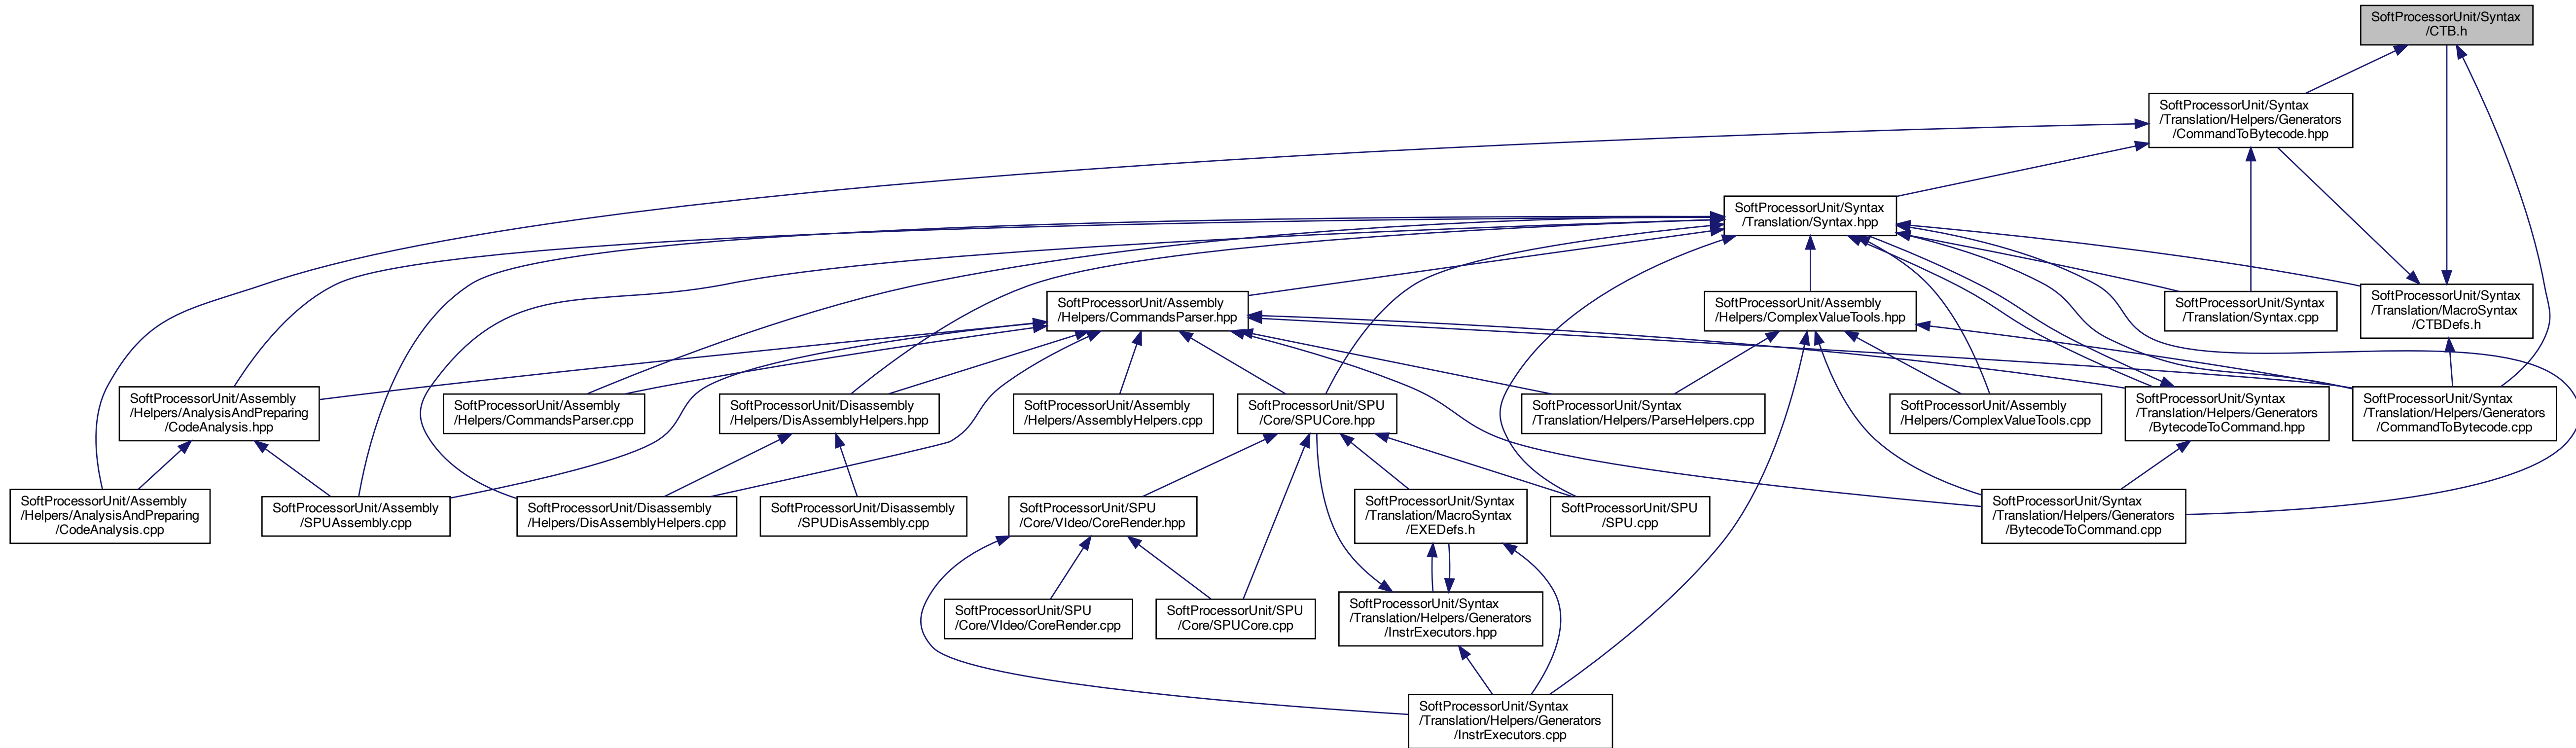 SoftProcessorUnit/Syntax
/CTB.h
SoftProcessorUnit/Syntax
/Translation/Helpers/Generators
/CommandToBytecode.hpp
SoftProcessorUnit/Syntax
/Translation/Syntax.hpp
SoftProcessorUnit/Assembly
/Helpers/CommandsParser.hpp
SoftProcessorUnit/Assembly
/Helpers/ComplexValueTools.hpp
SoftProcessorUnit/Syntax
/Translation/Syntax.cpp
SoftProcessorUnit/Syntax
/Translation/MacroSyntax
/CTBDefs.h
SoftProcessorUnit/Assembly
/Helpers/AnalysisAndPreparing
/CodeAnalysis.hpp
SoftProcessorUnit/Assembly
/Helpers/CommandsParser.cpp
SoftProcessorUnit/Disassembly
/Helpers/DisAssemblyHelpers.hpp
SoftProcessorUnit/Assembly
/Helpers/AssemblyHelpers.cpp
SoftProcessorUnit/SPU
/Core/SPUCore.hpp
SoftProcessorUnit/Syntax
/Translation/Helpers/ParseHelpers.cpp
SoftProcessorUnit/Assembly
/Helpers/ComplexValueTools.cpp
SoftProcessorUnit/Syntax
/Translation/Helpers/Generators
/BytecodeToCommand.hpp
SoftProcessorUnit/Syntax
/Translation/Helpers/Generators
/CommandToBytecode.cpp
SoftProcessorUnit/Assembly
/Helpers/AnalysisAndPreparing
/CodeAnalysis.cpp
SoftProcessorUnit/Assembly
/SPUAssembly.cpp
SoftProcessorUnit/Disassembly
/Helpers/DisAssemblyHelpers.cpp
SoftProcessorUnit/Disassembly
/SPUDisAssembly.cpp
SoftProcessorUnit/SPU
/Core/VIdeo/CoreRender.hpp
SoftProcessorUnit/Syntax
/Translation/MacroSyntax
/EXEDefs.h
SoftProcessorUnit/SPU
/SPU.cpp
SoftProcessorUnit/Syntax
/Translation/Helpers/Generators
/BytecodeToCommand.cpp
SoftProcessorUnit/SPU
/Core/VIdeo/CoreRender.cpp
SoftProcessorUnit/SPU
/Core/SPUCore.cpp
SoftProcessorUnit/Syntax
/Translation/Helpers/Generators
/InstrExecutors.hpp
SoftProcessorUnit/Syntax
/Translation/Helpers/Generators
/InstrExecutors.cpp